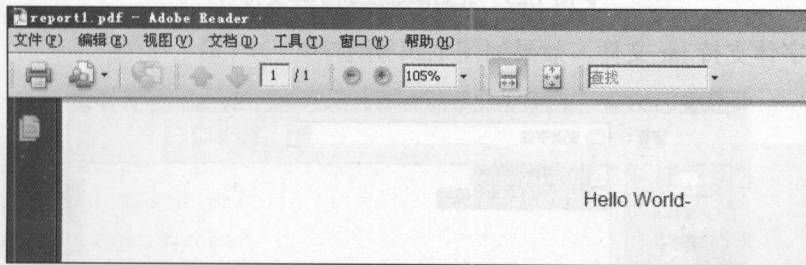 report1.pdf - Adobe Reader
文件(F) 编辑(E) 视图(V) 文档(D) 工具(T) 窗口(W) 帮助(H)
1 / 1 105% 查找
Hello World-